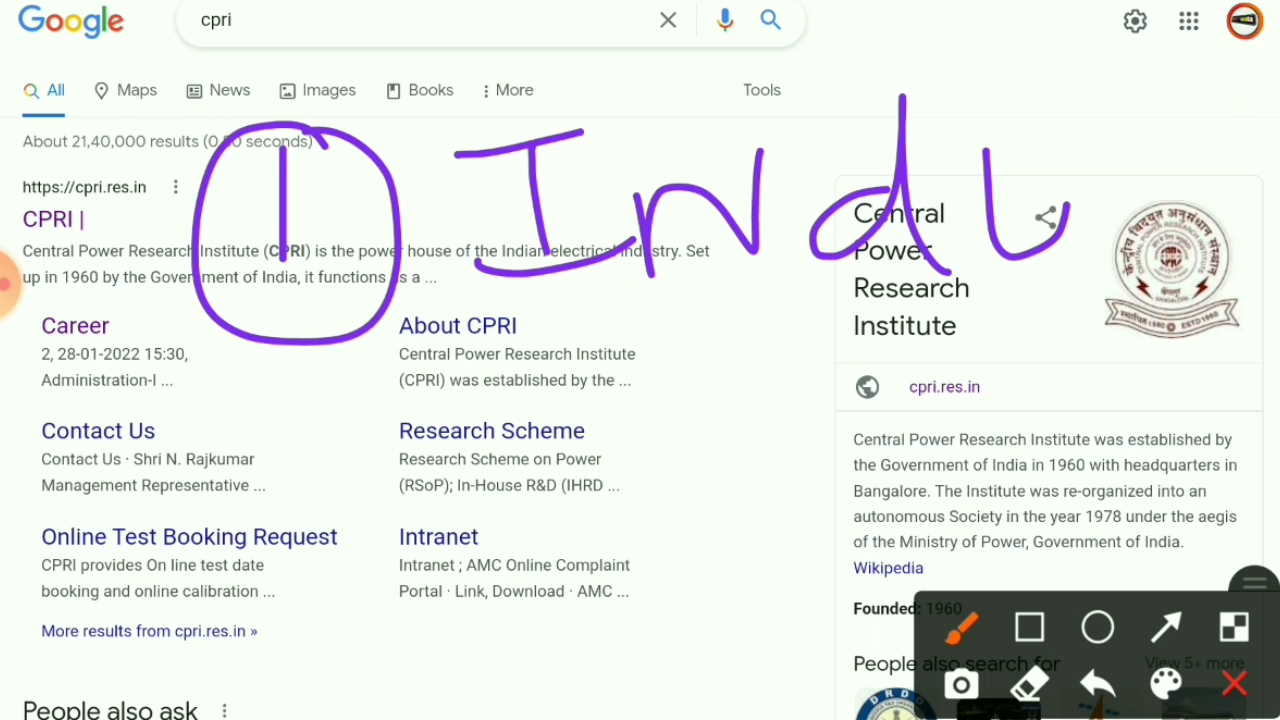 Google
cpri
All
Maps
News
Images
Books
More
Tools
About 21,40,000 results (0. 0 seconds)
https://cpri.res.in
CPRI |
Central Power Research Institute (CPRI) is the power house of the Indian electrical industry. Set
up in 1960 by the Government of India, it functions as a ...
1 Indu
Career
2, 28-01-2022 15:30,
Administration-I ...
About CPRI
Central Power Research Institute
(CPRI) was established by the ...
Contact Us
Contact Us · Shri N. Rajkumar
Management Representative ...
Research Scheme
Research Scheme on Power
(RSoP); In-House R&D (IHRD ...
Online Test Booking Request
CPRI provides On line test date
booking and online calibration ...
Intranet
Intranet ; AMC Online Complaint
Portal · Link, Download · AMC ...
More results from cpri.res.in »
People also ask
Central
Power
Research
Institute
cpri.res.in
Central Power Research Institute was established by
the Government of India in 1960 with headquarters in
Bangalore. The Institute was re-organized into an
autonomous Society in the year 1978 under the aegis
of the Ministry of Power, Government of India.
Wikipedia
Founded: 1960
People also search for
View 5+ more
DRDO